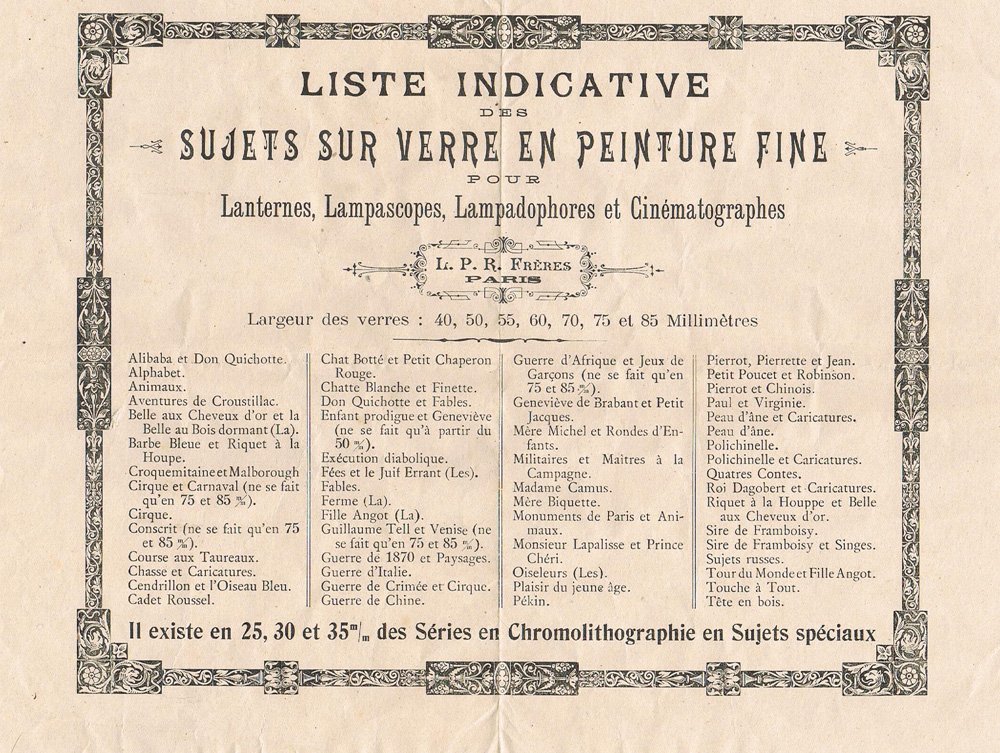 LISTE INDICATIVE
DES
SUJETS SUR VERRE EN PEINTURE FINE
POUR
Lanternes, Lampascopes, Lampadophores et Cinématographes
L. P. R. FRÈRES
PARIS
Largeur des verres : 40, 50, 55, 60, 70, 75 et 85 Millimètres
Alibaba et Don Quichotte.
Alphabet.
Animaux.
Aventures de Croustillac.
Belle aux Cheveux d'or et la
Belle au Bois dormant (La).
Barbe Bleue et Riquet à la
Houpe.
Croquemitaine et Malborough
Cirque et Carnaval (ne se fait
qu'en 75 et 85 m/m).
Cirque.
Conscrit (ne se fait qu'en 75
et 85 m/m).
Course aux Taureaux.
Chasse et Caricatures.
Cendrillon et l'Oiseau Bleu.
Cadet Roussel.
Chat Botté et Petit Chaperon
Rouge.
Chatte Blanche et Finette.
Don Quichotte et Fables.
Enfant prodigue et Geneviève
(ne se fait qu'à partir du
50 m/m).
Exécution diabolique.
Fées et le Juif Errant (Les).
Fables.
Ferme (La).
Fille Angot (La).
Guillaume Tell et Venise (ne
se fait qu'en 75 et 85 m/m).
Guerre de 1870 et Paysages.
Guerre d'Italie.
Guerre de Crimée et Cirque.
Guerre de Chine.
Guerre d'Afrique et Jeux de
Garçons (ne se fait qu'en
75 et 85 m/m).
Geneviève de Brabant et Petit
Jacques.
Mère Michel et Rondes d'En-
fants.
Militaires et Maîtres à la
Campagne.
Madame Camus.
Mère Biquette.
Monuments de Paris et Ani-
maux.
Monsieur Lapalisse et Prince
Chéri.
Oiseleurs (Les).
Plaisir du jeune âge.
Pékin.
Pierrot, Pierrette et Jean.
Petit Poucet et Robinson.
Pierrot et Chinois.
Paul et Virginie.
Peau d'âne et Caricatures.
Peau d'âne.
Polichinelle.
Polichinelle et Caricatures.
Quatres Contes.
Roi Dagobert et Caricatures.
Riquet à la Houppe et Belle
aux Cheveux d'or.
Sire de Framboisy.
Sire de Framboisy et Singes.
Sujets russes.
Tour du Monde et Fille Angot.
Touche à Tout.
Tête en bois.
Il existe en 25, 30 et 35 m/m des Séries en Chromolithographie en Sujets spéciaux